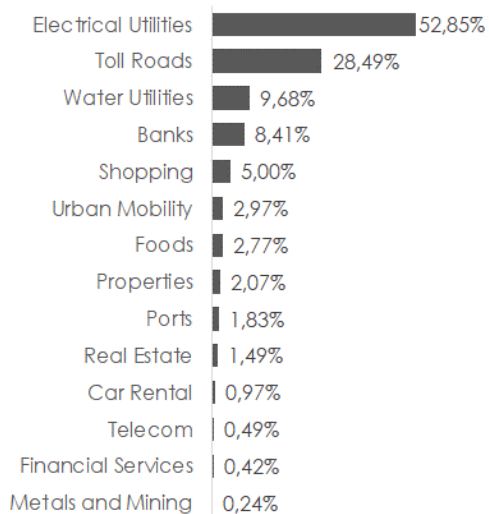 Electrical Utilities 52,85%
Toll Roads 28,49%
Water Utilities 9,68%
Banks 8,41%
Shopping 5,00%
Urban Mobility 2,97%
Foods 2,77%
Properties 2,07%
Ports 1,83%
Real Estate 1,49%
Car Rental 0,97%
Telecom 0,49%
Financial Services 0,42%
Metals and Mining 0,24%